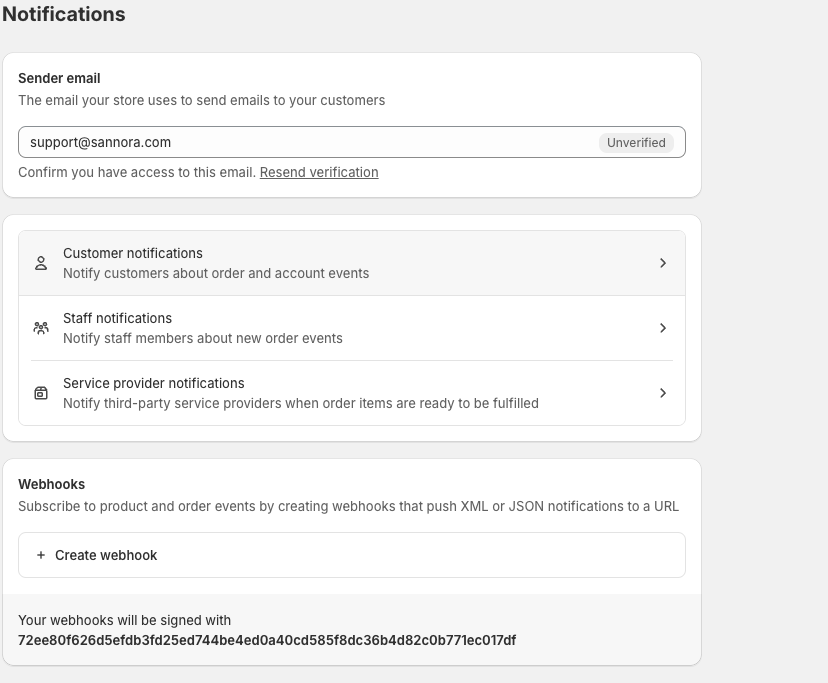 Notifications
Sender email
The email your store uses to send emails to your customers
support@sannora.com
Unverified
Confirm you have access to this email. Resend verification
Customer notifications
Notify customers about order and account events
Staff notifications
Notify staff members about new order events
Service provider notifications
Notify third-party service providers when order items are ready to be fulfilled
Webhooks
Subscribe to product and order events by creating webhooks that push XML or JSON notifications to a URL
+ Create webhook
Your webhooks will be signed with
72ee80f626d5efdb3fd25ed744be4ed0a40cd585f8dc36b4d82c0b771ec017df